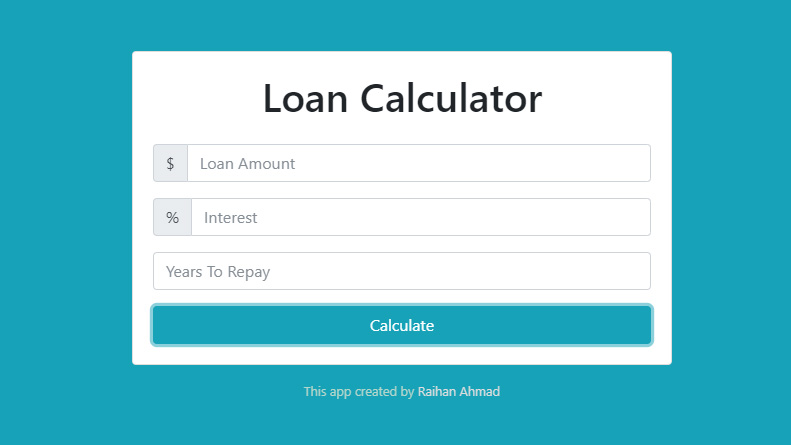 Loan Calculator
$ Loan Amount
% Interest
Years To Repay
Calculate
This app created by Raihan Ahmad